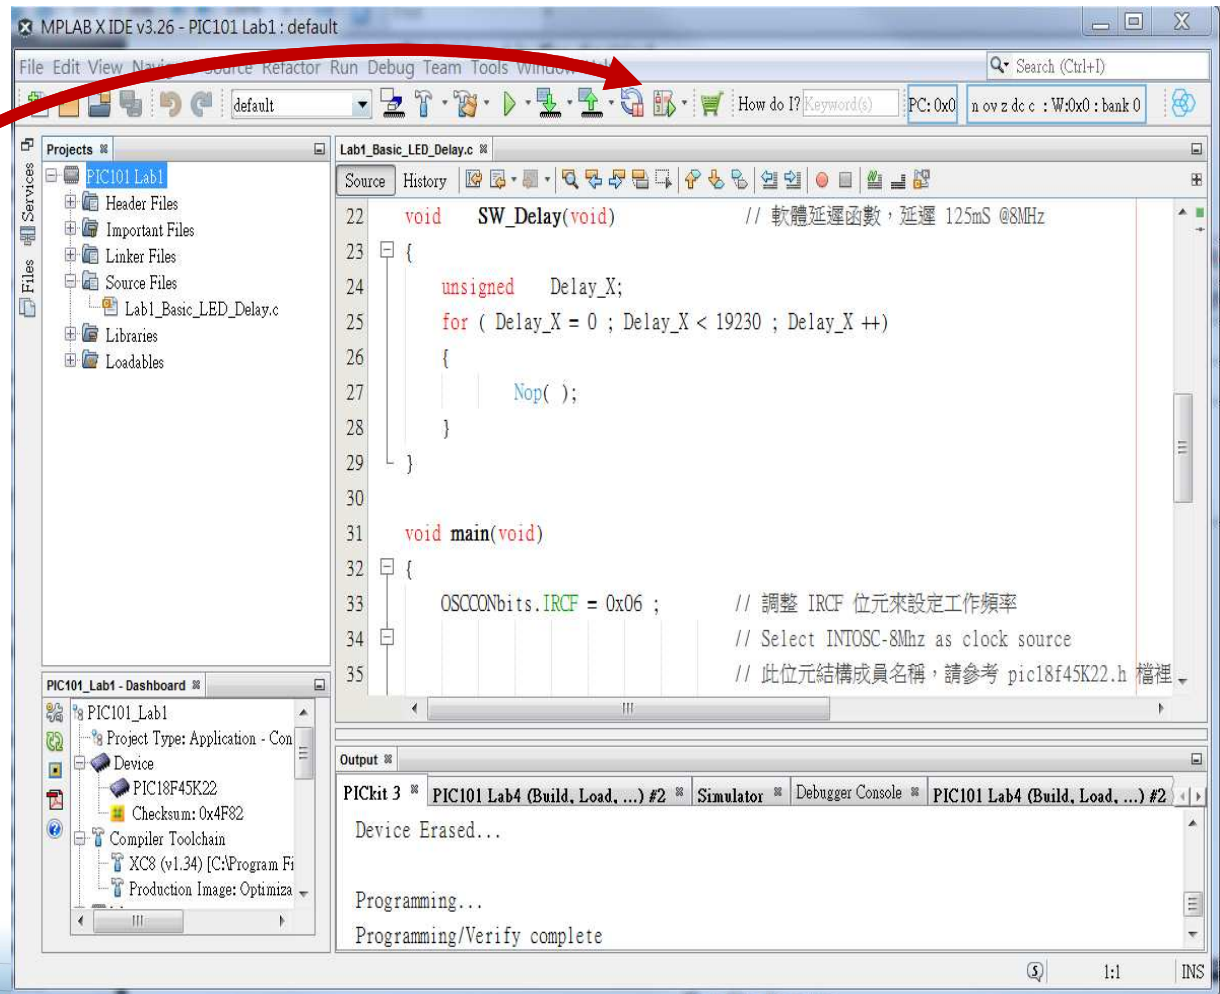 MPLAB X IDE v3.26 - PIC101 Lab1 : default
File Edit View Refactor Run Debug Team Tools
Search (Ctrl+I)
default
How do I?
Keyword(s)
PC: 0x0
n ov z dc c : W:0x0 : bank 0
Services
Files
Projects
PIC101 Lab1
Header Files
Important Files
Linker Files
Source Files
Lab1_Basic_LED_Delay.c
Libraries
Loadables
Lab1_Basic_LED_Delay.c
Source History
22 void SW_Delay(void) // 軟體延遲函數，延遲 125mS @8MHz
23 {
24 unsigned Delay_X;
25 for ( Delay_X = 0 ; Delay_X < 19230 ; Delay_X ++)
26 {
27 Nop( );
28 }
29 }
30
31 void main(void)
32 {
33 OSCCONbits.IRCF = 0x06 ; // 調整 IRCF 位元來設定工作頻率
34 // Select INTOSC-8Mhz as clock source
35 // 此位元結構成員名稱，請參考 pic18f45K22.h 檔裡
PIC101_Lab1 - Dashboard
PIC101_Lab1
Project Type: Application - Con
Device
PIC18F45K22
Checksum: 0x4F82
Compiler Toolchain
XC8 (v1.34) [C:\Program Fi
Production Image: Optimiza
Output
PICkit 3 PIC101 Lab4 (Build, Load, ...) #2 Simulator Debugger Console PIC101 Lab4 (Build, Load, ...) #2
Device Erased...
Programming...
Programming/Verify complete
1:1 INS